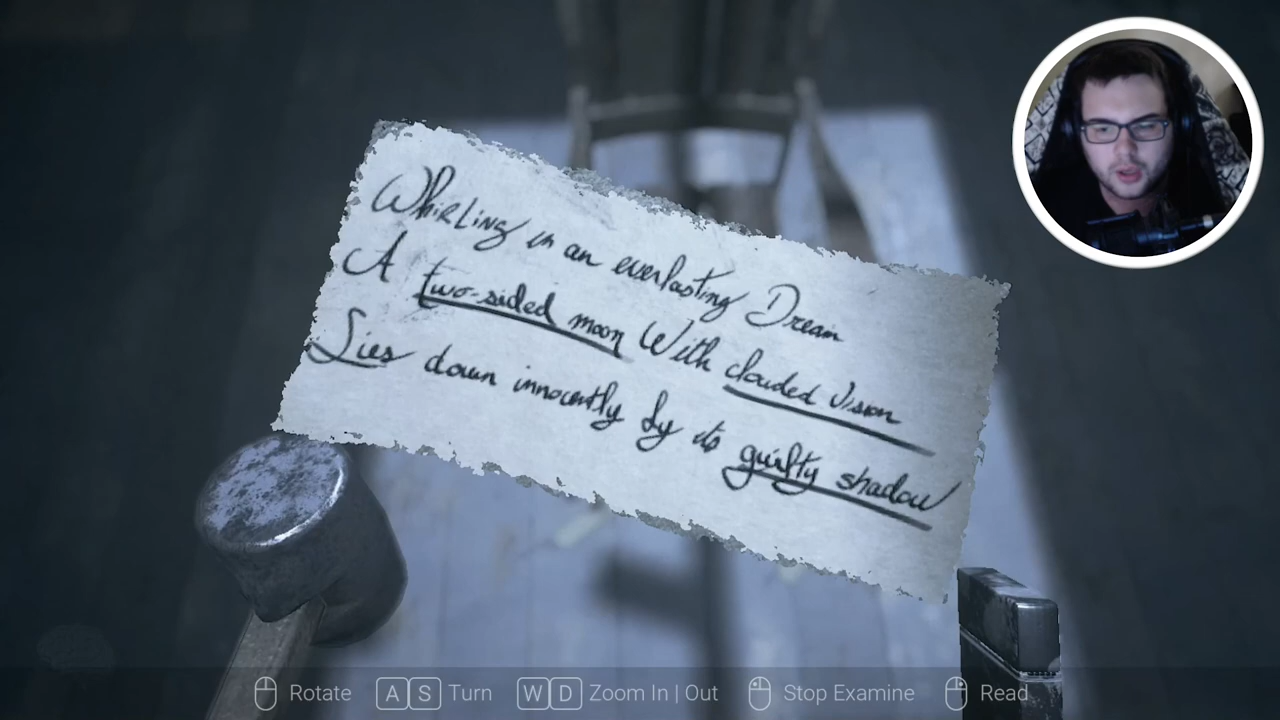 Whirling in an everlasting Dream
A two-sided moon With clouded Vision
Lies down innocently by its guilty shadow
Rotate A S Turn W D Zoom In | Out Stop Examine Read